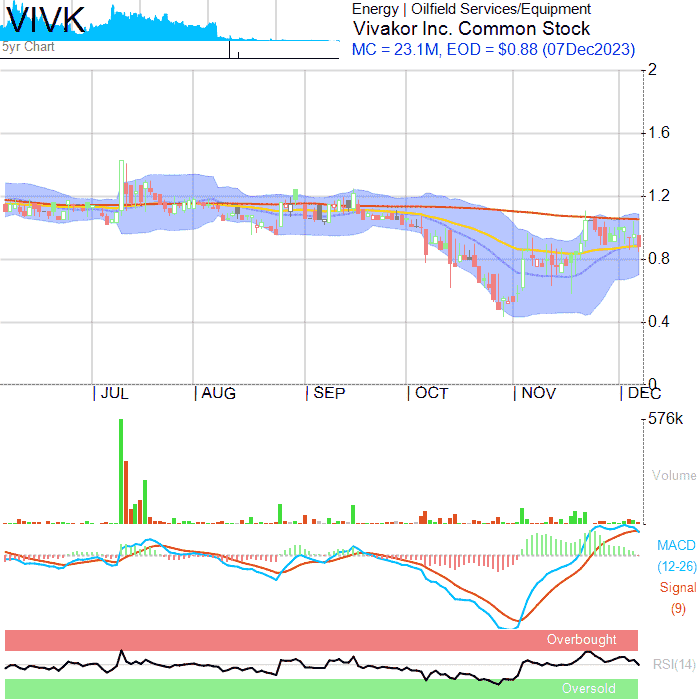 VIVK
5yr Chart
Energy | Oilfield Services/Equipment
Vivakor Inc. Common Stock
MC = 23.1M, EOD = $0.88 (07Dec2023)
2
1.6
1.2
0.8
0.4
0
JUL AUG SEP OCT NOV DEC
576k
Volume
MACD
(12-26)
Signal
(9)
Overbought
RSI(14)
Oversold